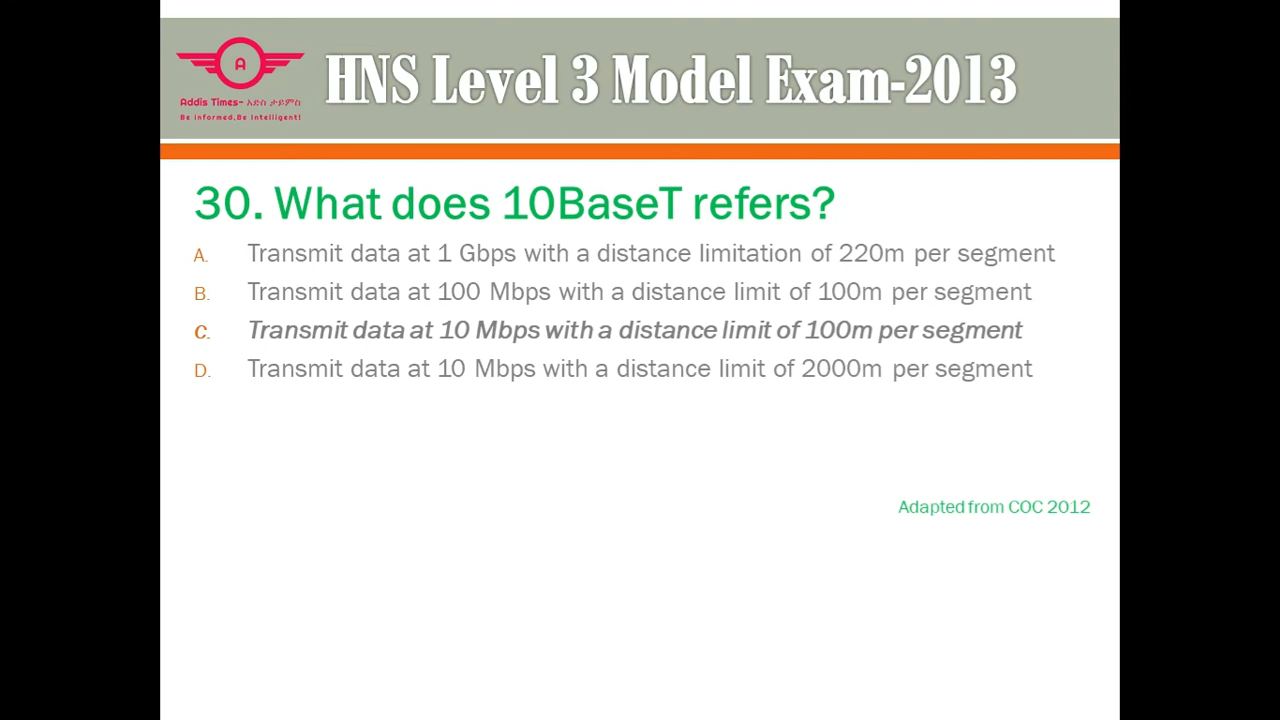 A
Addis Times- አዲስ ታይምስ
Be Informed,Be Intelligent!
HNS Level 3 Model Exam-2013
30. What does 10BaseT refers?
A. Transmit data at 1 Gbps with a distance limitation of 220m per segment
B. Transmit data at 100 Mbps with a distance limit of 100m per segment
C. Transmit data at 10 Mbps with a distance limit of 100m per segment
D. Transmit data at 10 Mbps with a distance limit of 2000m per segment
Adapted from COC 2012